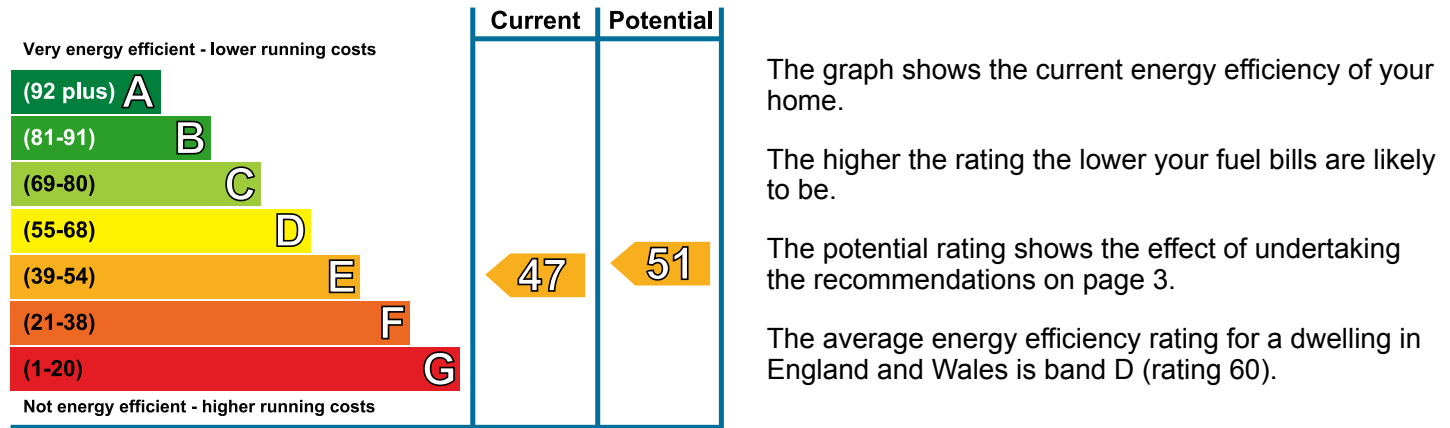 Current Potential
Very energy efficient - lower running costs
(92 plus) A
(81-91) B
(69-80) C
(55-68) D
(39-54) E
(21-38) F
(1-20) G
Not energy efficient - higher running costs
47 51
The graph shows the current energy efficiency of your
home.
The higher the rating the lower your fuel bills are likely
to be.
The potential rating shows the effect of undertaking
the recommendations on page 3.
The average energy efficiency rating for a dwelling in
England and Wales is band D (rating 60).